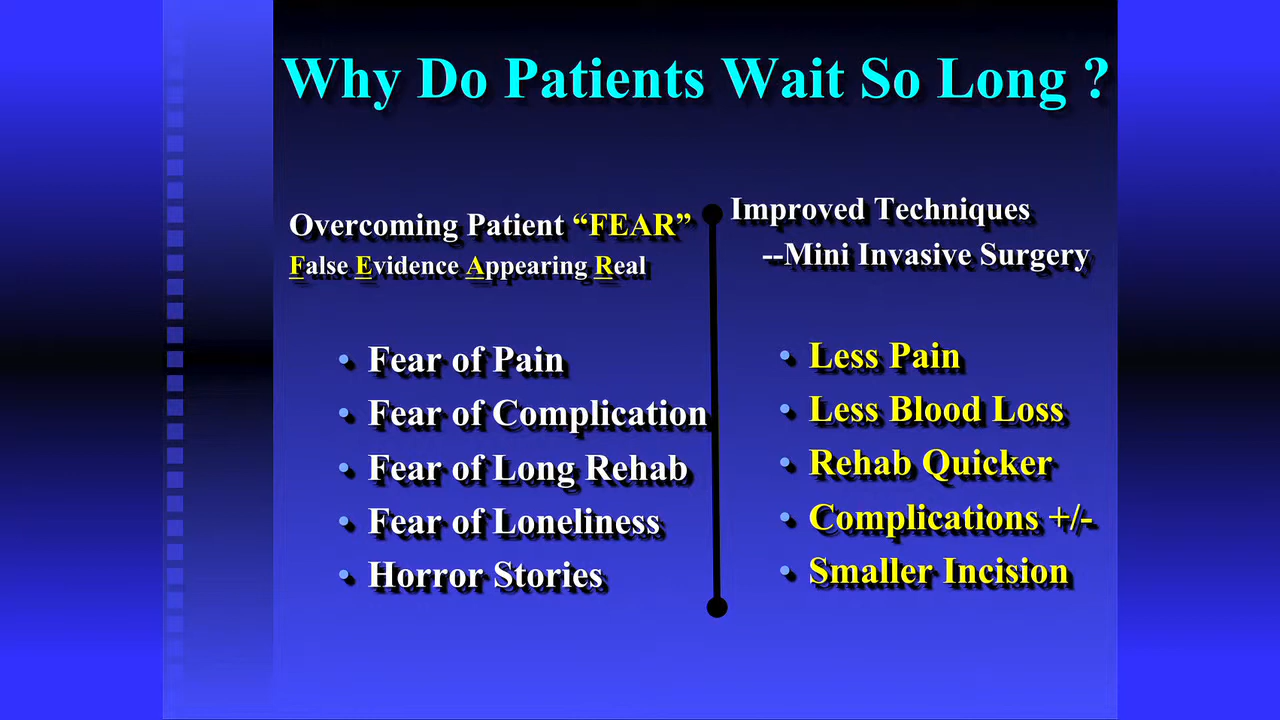 Why Do Patients Wait So Long ?
Overcoming Patient “FEAR”
False Evidence Appearing Real
• Fear of Pain
• Fear of Complication
• Fear of Long Rehab
• Fear of Loneliness
• Horror Stories
Improved Techniques
--Mini Invasive Surgery
• Less Pain
• Less Blood Loss
• Rehab Quicker
• Complications +/-
• Smaller Incision